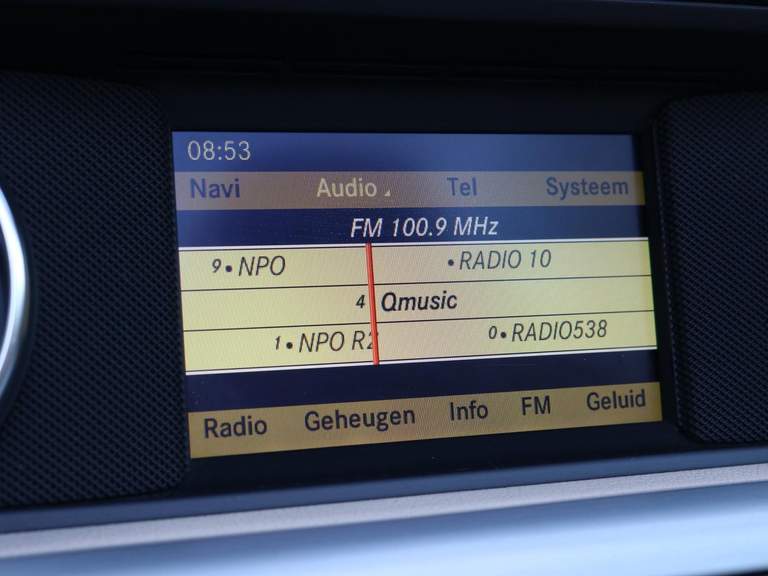 08:53
Navi Audio Tel Systeem
FM 100.9 MHz
9•NPO •RADIO 10
4 Qmusic
1•NPO R2 0•RADIO538
Radio Geheugen Info FM Geluid